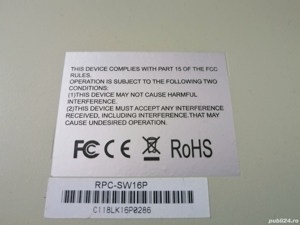 THIS DEVICE COMPLIES WITH PART 15 OF THE FCC
RULES.
OPERATION IS SUBJECT TO THE FOLLOWING TWO
CONDITIONS:
(1)THIS DEVICE MAY NOT CAUSE HARMFUL
INTERFERENCE.
(2)THIS DEVICE MUST ACCEPT ANY INTERFERENCE
RECEIVED, INCLUDING INTERFERENCE.THAT MAY
CAUSE UNDESIRED OPERATION.
FC CE RoHS
RPC-SW16P
C118LK16P0286
publi24.ro